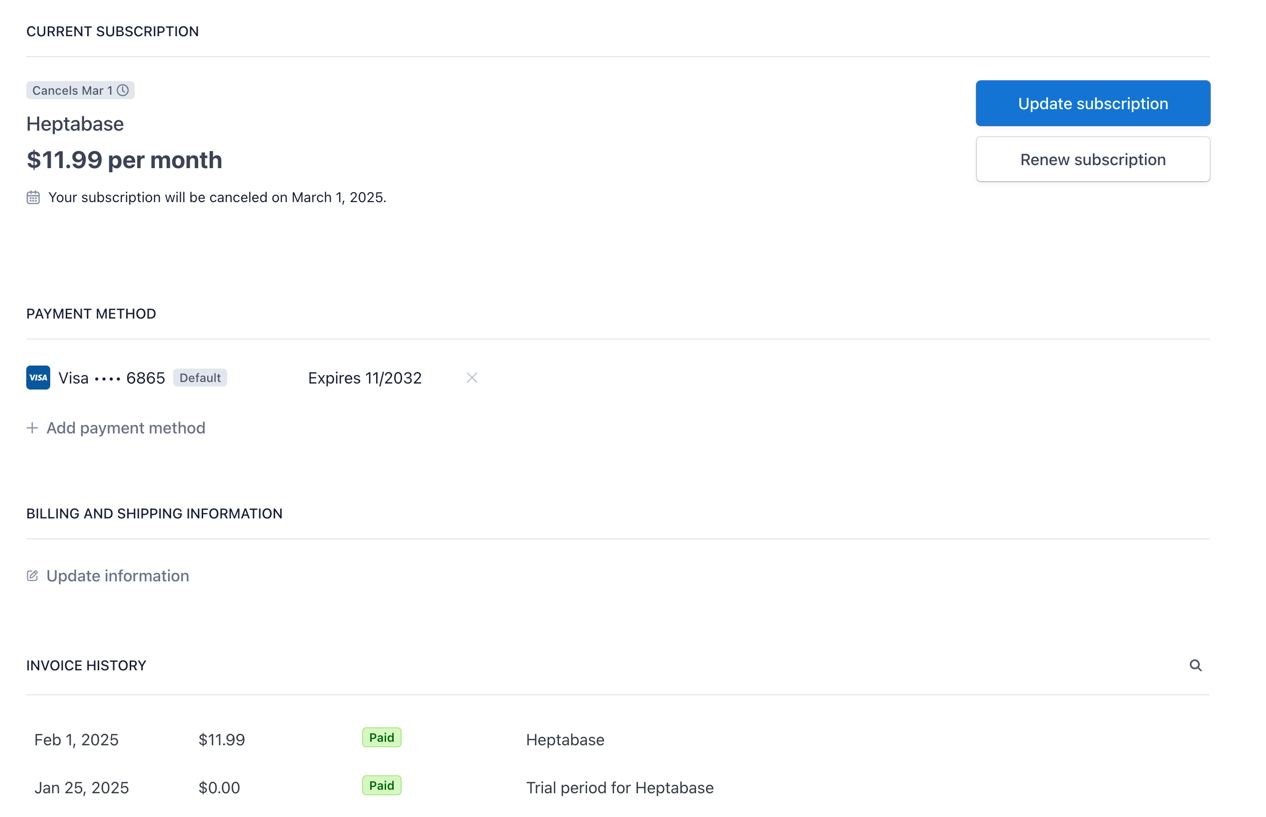 CURRENT SUBSCRIPTION
Cancels Mar 1
Update subscription
Heptabase
$11.99 per month
Renew subscription
Your subscription will be canceled on March 1, 2025.
PAYMENT METHOD
VISA Visa •••• 6865 Default Expires 11/2032
Add payment method
BILLING AND SHIPPING INFORMATION
Update information
INVOICE HISTORY
Feb 1, 2025 $11.99 Paid Heptabase
Jan 25, 2025 $0.00 Paid Trial period for Heptabase